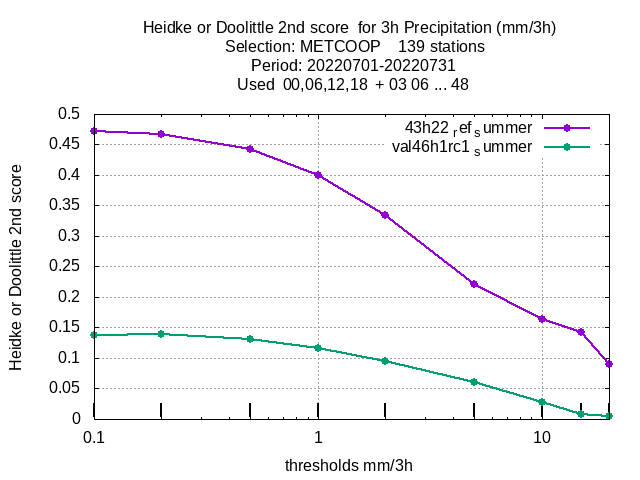 Heidke or Doolittle 2nd score  for 3h Precipitation (mm/3h)
Selection: METCOOP    139 stations
Period: 20220701-20220731
Used  00,06,12,18  + 03 06 ... 48
43h22_ref_summer
val46h1rc1_summer
Heidke or Doolittle 2nd score
0.5
0.45
0.4
0.35
0.3
0.25
0.2
0.15
0.1
0.05
0
0.1 1 10
thresholds mm/3h